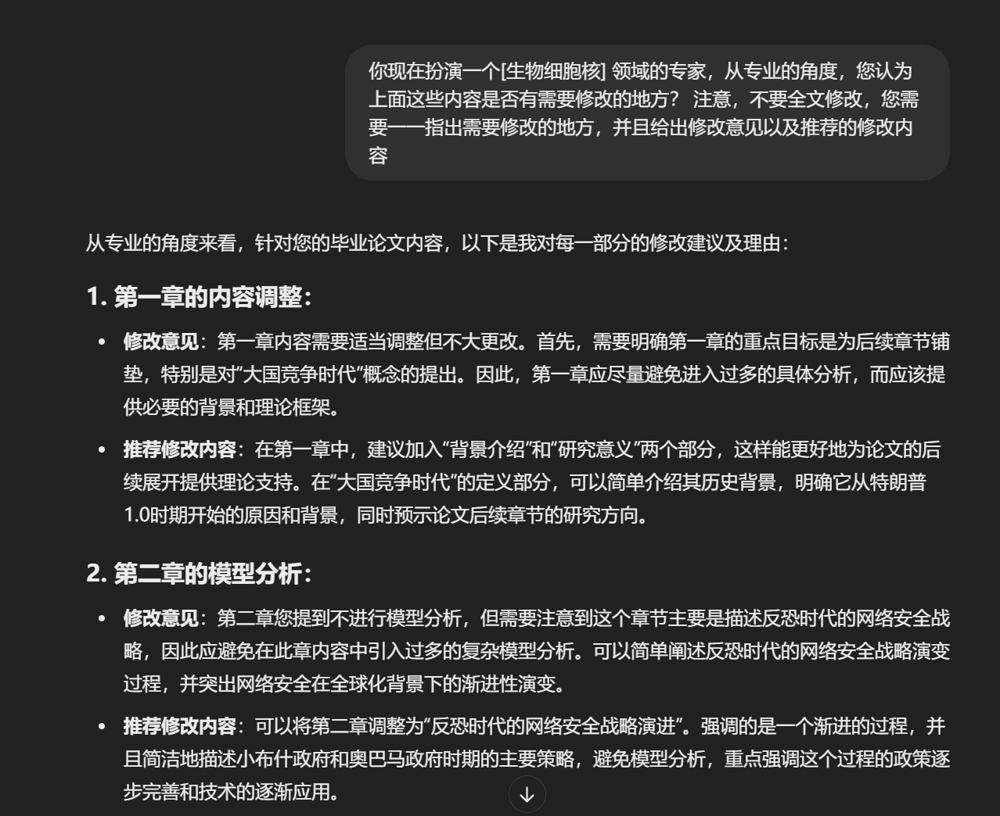 你现在扮演一个[生物细胞核] 领域的专家，从专业的角度，您认为
上面这些内容是否有需要修改的地方？ 注意，不要全文修改，您需
要一一指出需要修改的地方，并且给出修改意见以及推荐的修改内
容
从专业的角度来看，针对您的毕业论文内容，以下是我对每一部分的修改建议及理由：
1. 第一章的内容调整：
• 修改意见：第一章内容需要适当调整但不大更改。首先，需要明确第一章的重点目标是为后续章节铺
垫，特别是对“大国竞争时代”概念的提出。因此，第一章应尽量避免进入过多的具体分析，而应该提
供必要的背景和理论框架。
• 推荐修改内容：在第一章中，建议加入“背景介绍”和“研究意义”两个部分，这样能更好地为论文的后
续展开提供理论支持。在“大国竞争时代”的定义部分，可以简单介绍其历史背景，明确它从特朗普
1.0时期开始的原因和背景，同时预示论文后续章节的研究方向。
2. 第二章的模型分析：
• 修改意见：第二章您提到不进行模型分析，但需要注意到这个章节主要是描述反恐时代的网络安全战
略，因此应避免在此章内容中引入过多的复杂模型分析。可以简单阐述反恐时代的网络安全战略演变
过程，并突出网络安全在全球化背景下的渐进性演变。
• 推荐修改内容：可以将第二章调整为“反恐时代的网络安全战略演进”。强调的是一个渐进的过程，并
且简洁地描述小布什政府和奥巴马政府时期的主要策略，避免模型分析，重点强调这个过程的政策逐
步完善和技术的逐渐应用。